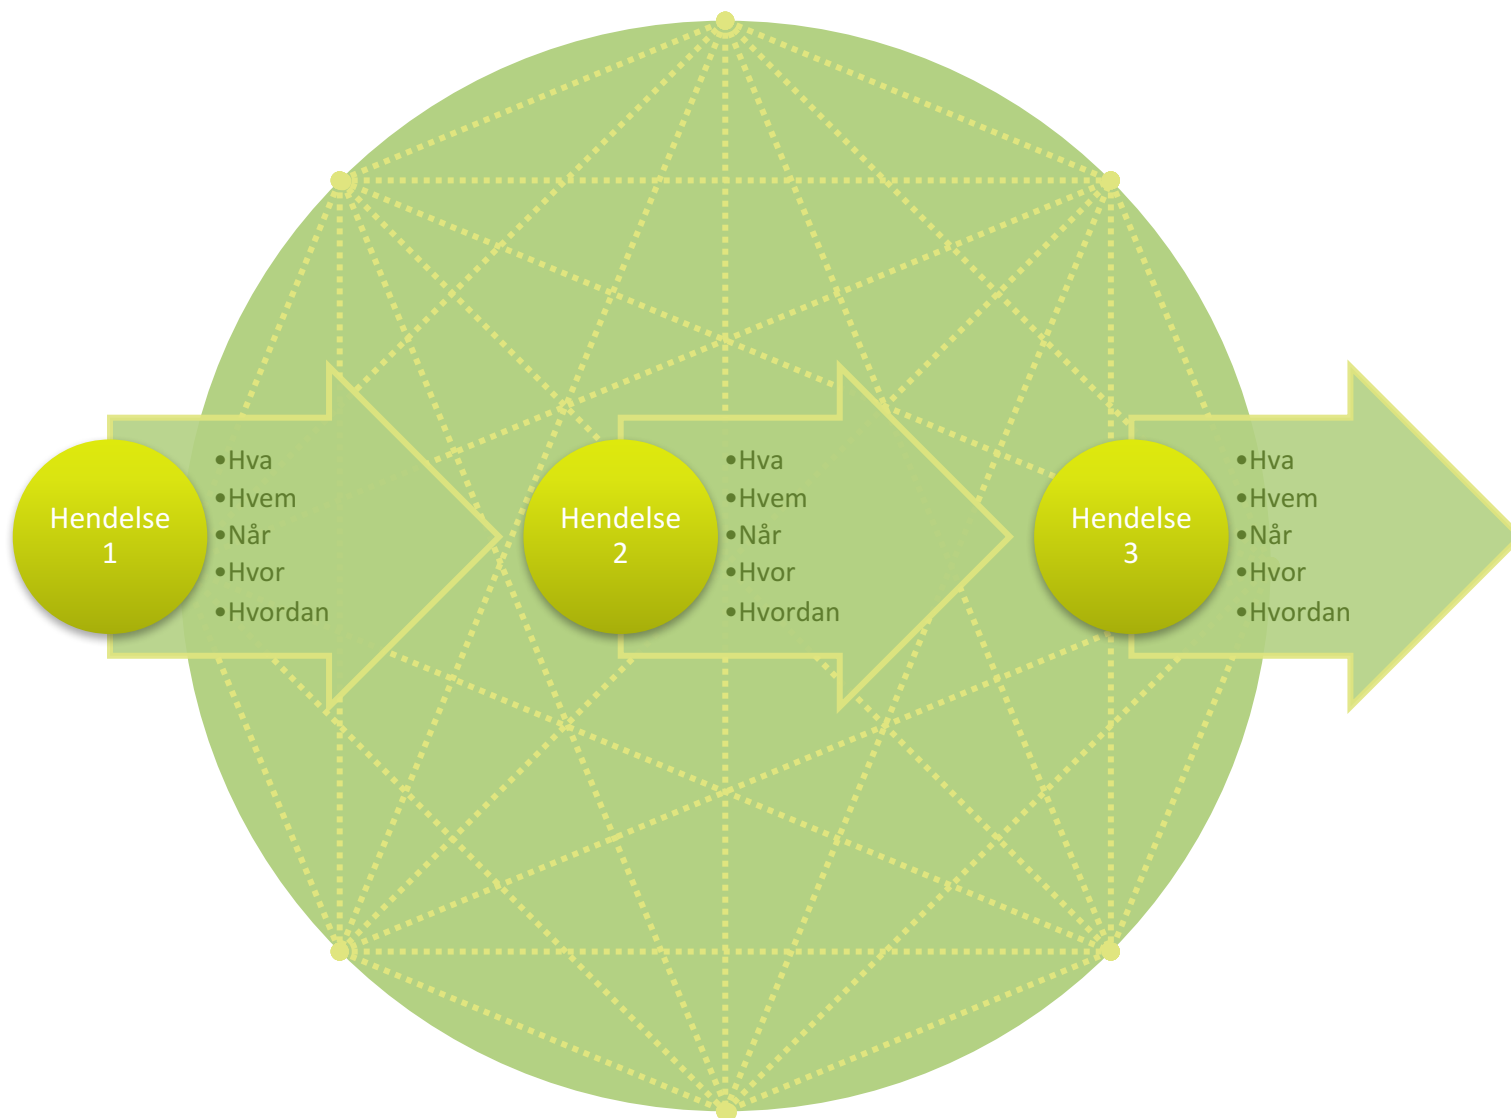 Hendelse
1
•Hva
•Hvem
•Når
•Hvor
•Hvordan
Hendelse
2
•Hva
•Hvem
•Når
•Hvor
•Hvordan
Hendelse
3
•Hva
•Hvem
•Når
•Hvor
•Hvordan